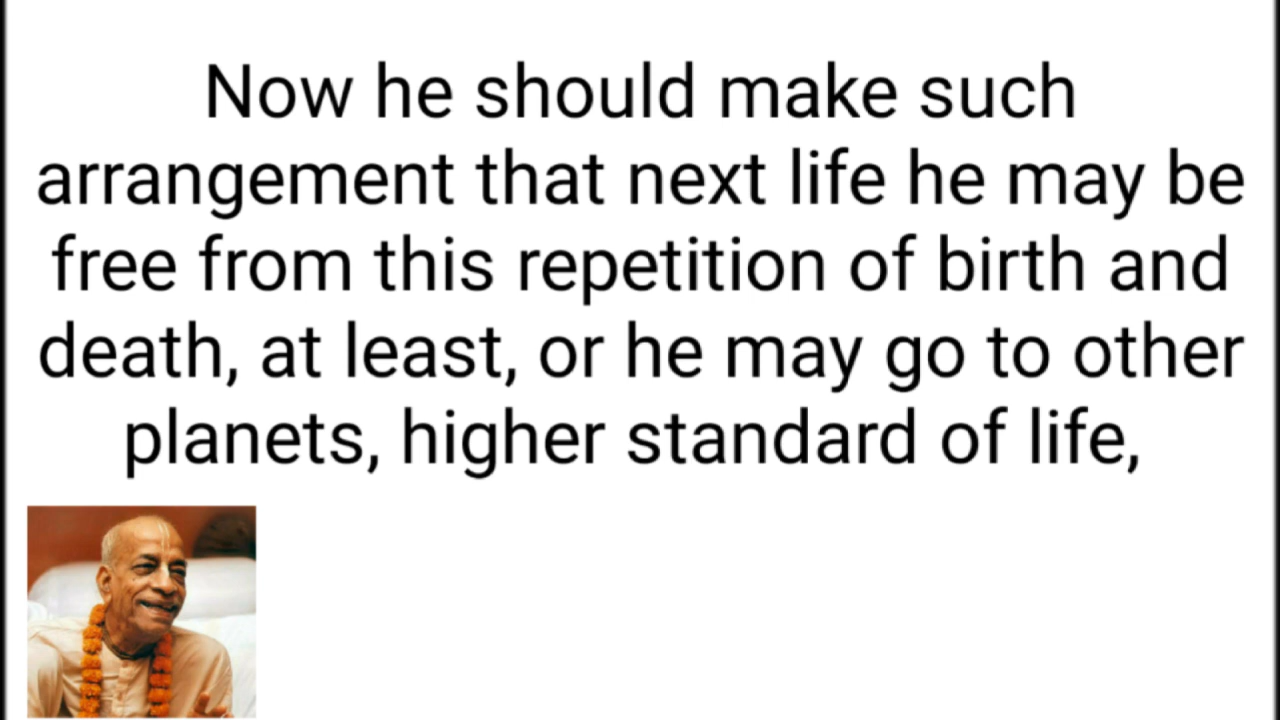 Now he should make such
arrangement that next life he may be
free from this repetition of birth and
death, at least, or he may go to other
planets, higher standard of life,